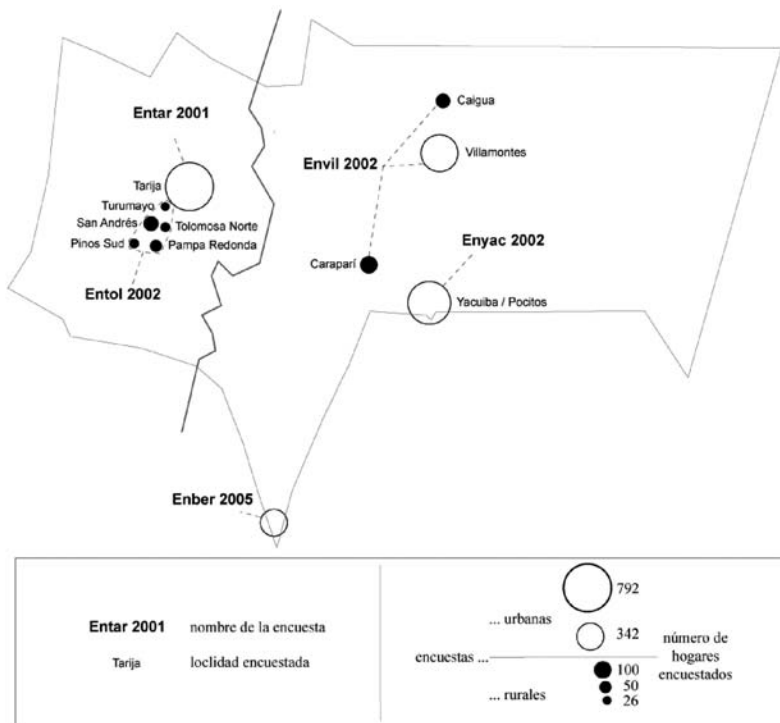 Caigua
Entar 2001
Villamontes
Envil 2002
Tarija
Turumayo
San Andrés
Tolomosa Norte
Pinos Sud
Pampa Redonda
Enyac 2002
Caraparí
Entol 2002
Yacuiba / Pocitos
Enber 2005
Entar 2001 nombre de la encuesta
Tarija loclidad encuestada
792
... urbanas
342
encuestas ...
número de
hogares
encuestados
100
50
... rurales
26